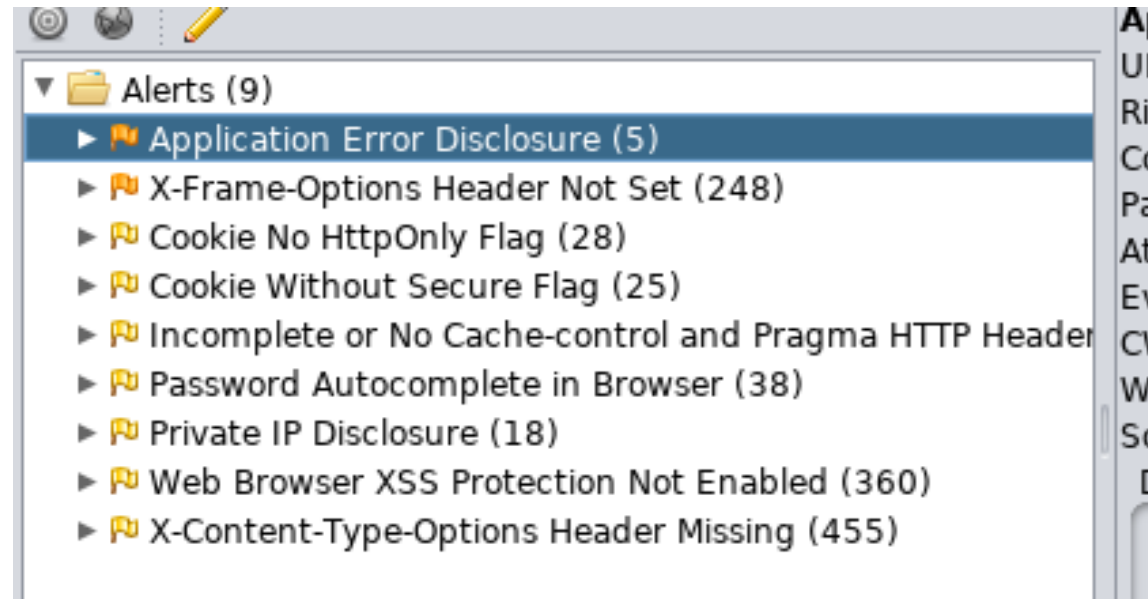 Alerts (9)
Application Error Disclosure (5)
X-Frame-Options Header Not Set (248)
Cookie No HttpOnly Flag (28)
Cookie Without Secure Flag (25)
Incomplete or No Cache-control and Pragma HTTP Header
Password Autocomplete in Browser (38)
Private IP Disclosure (18)
Web Browser XSS Protection Not Enabled (360)
X-Content-Type-Options Header Missing (455)